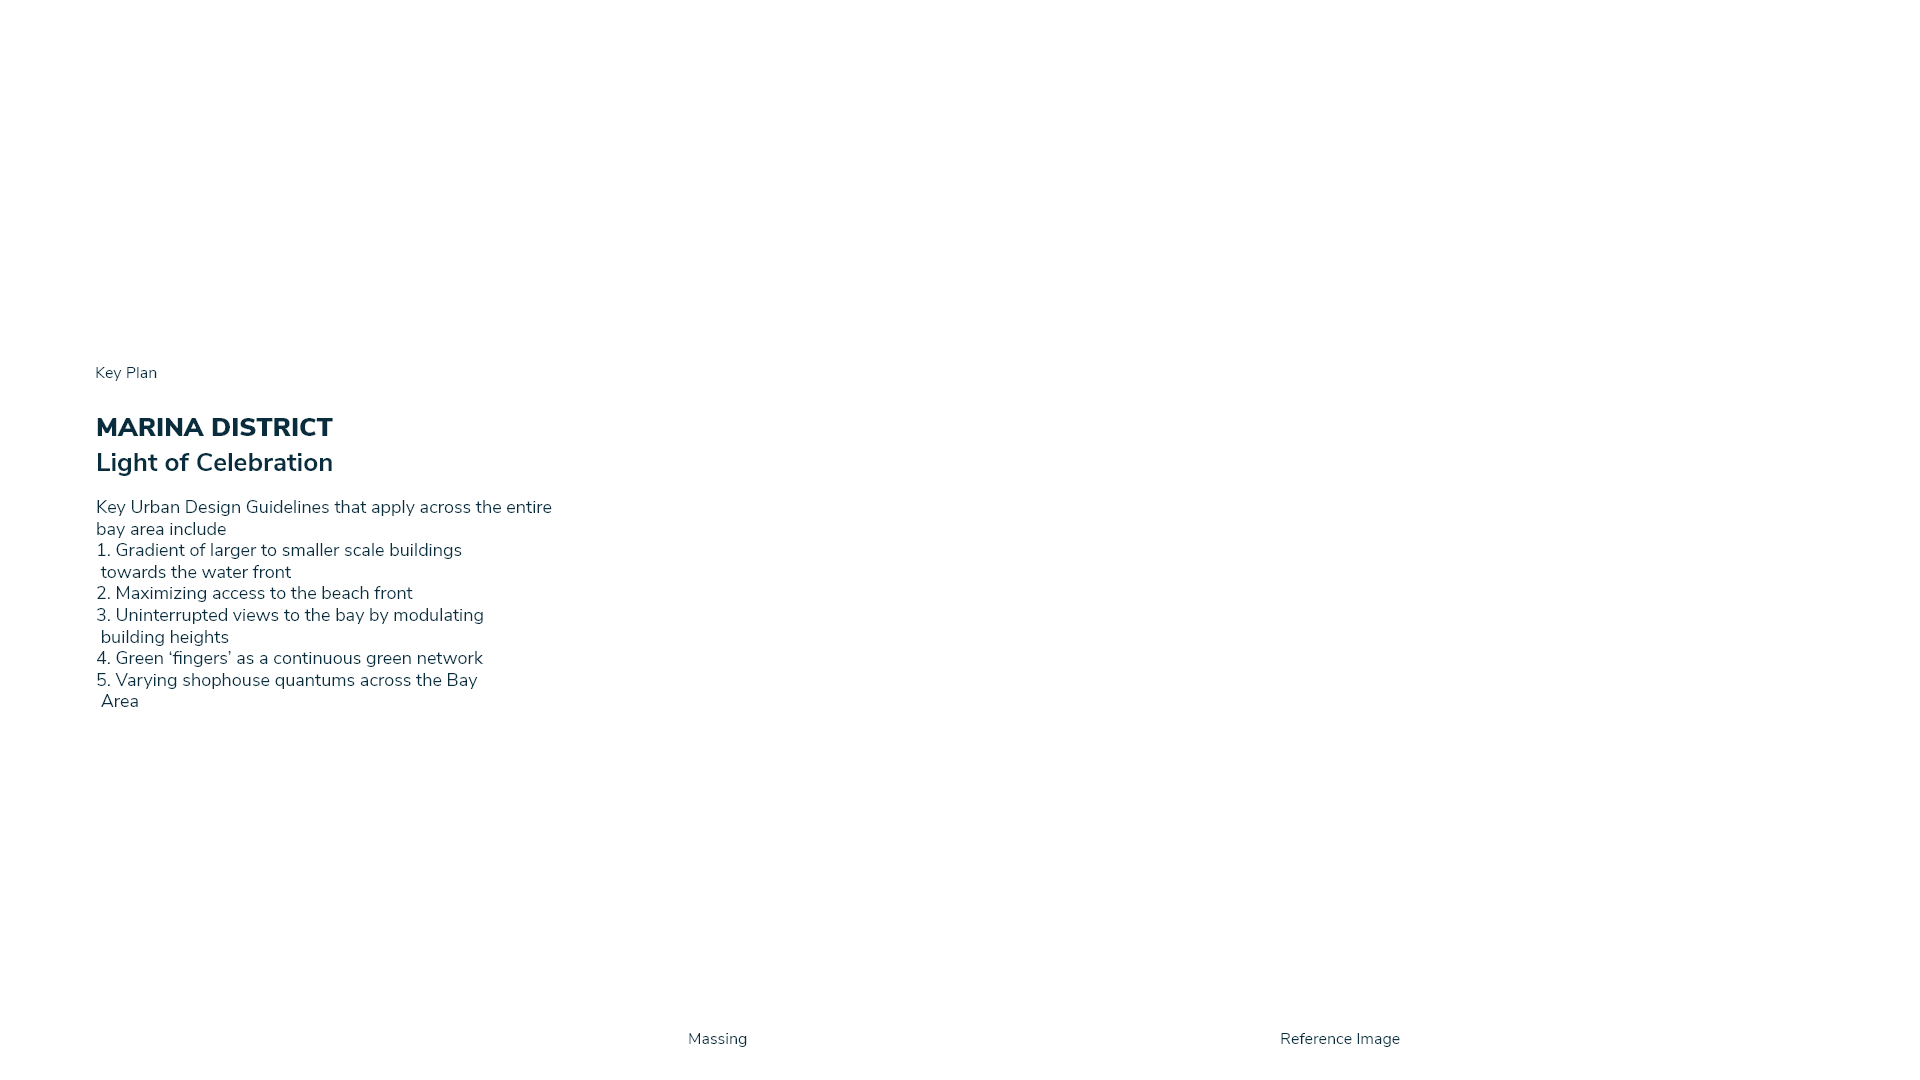 Key Plan
MARINA DISTRICT
Light of Celebration
Key Urban Design Guidelines that apply across the entire
bay area include
1. Gradient of larger to smaller scale buildings
towards the water front
2. Maximizing access to the beach front
3. Uninterrupted views to the bay by modulating
building heights
4. Green ‘fingers’ as a continuous green network
5. Varying shophouse quantums across the Bay
Area
Massing
Reference Image